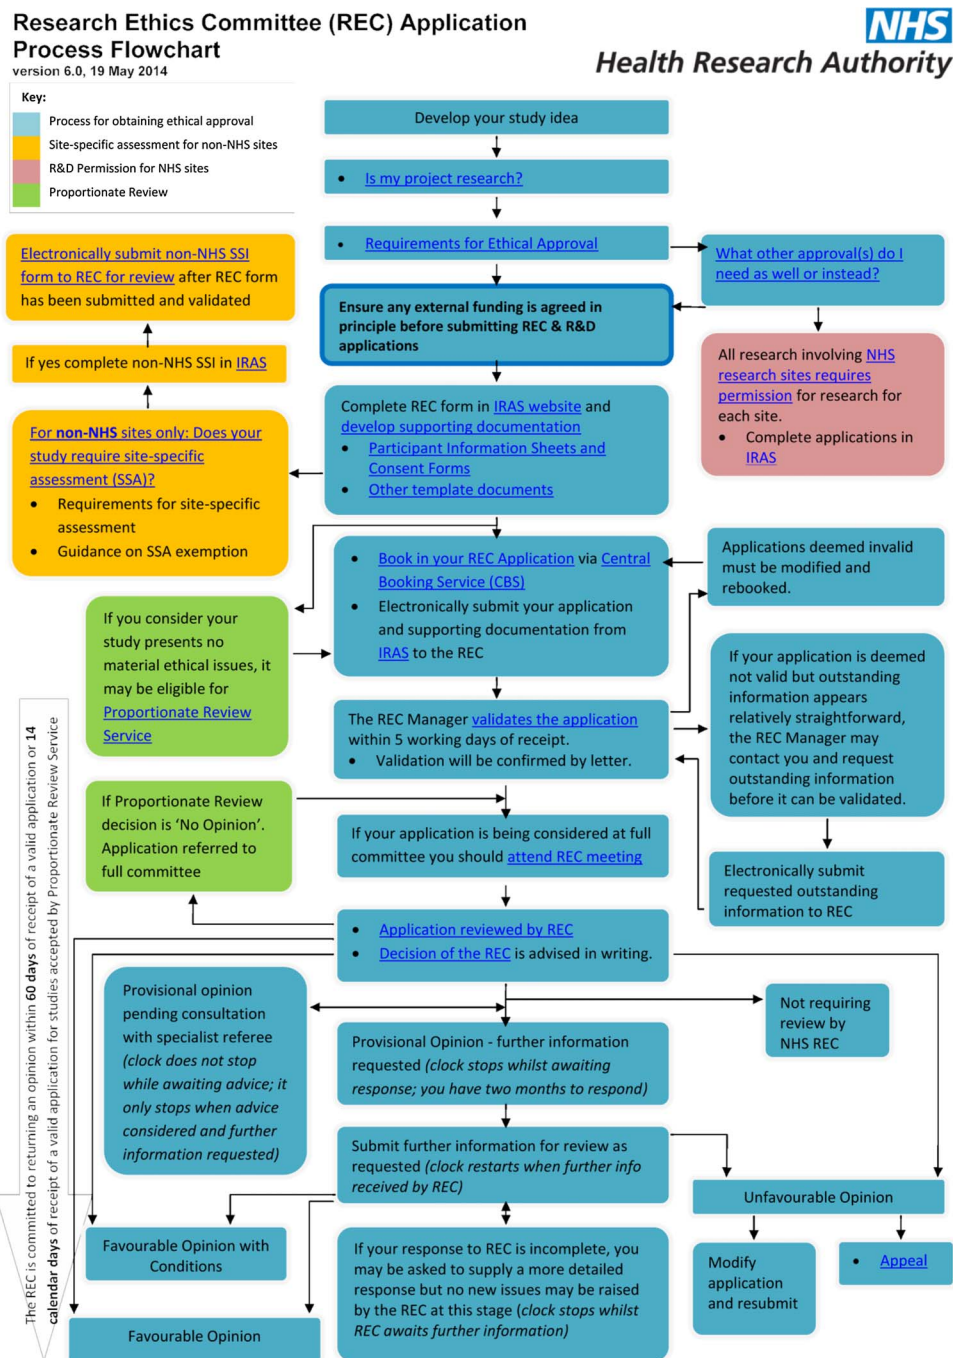 Research Ethics Committee (REC) Application
Process Flowchart
version 6.0, 19 May 2014
NHS
Health Research Authority
Key:
Process for obtaining ethical approval
Site-specific assessment for non-NHS sites
R&D Permission for NHS sites
Proportionate Review
Develop your study idea
• Is my project research?
• Requirements for Ethical Approval
What other approval(s) do I
need as well or instead?
Electronically submit non-NHS SSI
form to REC for review after REC form
has been submitted and validated
Ensure any external funding is agreed in
principle before submitting REC & R&D
applications
If yes complete non-NHS SSI in IRAS
All research involving NHS
research sites requires
permission for research for
each site.
• Complete applications in
IRAS
Complete REC form in IRAS website and
develop supporting documentation
• Participant Information Sheets and
Consent Forms
• Other template documents
For non-NHS sites only: Does your
study require site-specific
assessment (SSA)?
• Requirements for site-specific
assessment
• Guidance on SSA exemption
• Book in your REC Application via Central
Booking Service (CBS)
• Electronically submit your application
and supporting documentation from
IRAS to the REC
Applications deemed invalid
must be modified and
rebooked.
If you consider your
study presents no
material ethical issues, it
may be eligible for
Proportionate Review
Service
If your application is deemed
not valid but outstanding
information appears
relatively straightforward,
the REC Manager may
contact you and request
outstanding information
before it can be validated.
The REC Manager validates the application
within 5 working days of receipt.
• Validation will be confirmed by letter.
If Proportionate Review
decision is 'No Opinion'.
Application referred to
full committee
If your application is being considered at full
committee you should attend REC meeting
Electronically submit
requested outstanding
information to REC
• Application reviewed by REC
• Decision of the REC is advised in writing.
Provisional opinion
pending consultation
with specialist referee
(clock does not stop
while awaiting advice; it
only stops when advice
considered and further
information requested)
Not requiring
review by
NHS REC
Provisional Opinion - further information
requested (clock stops whilst awaiting
response; you have two months to respond)
Submit further information for review as
requested (clock restarts when further info
received by REC)
Unfavourable Opinion
Favourable Opinion with
Conditions
If your response to REC is incomplete, you
may be asked to supply a more detailed
response but no new issues may be raised
by the REC at this stage (clock stops whilst
REC awaits further information)
Modify
application
and resubmit
• Appeal
Favourable Opinion
The REC is committed to returning an opinion within 60 days of receipt of a valid application or 14
calendar days of receipt of a valid application for studies accepted by Proportionate Review Service